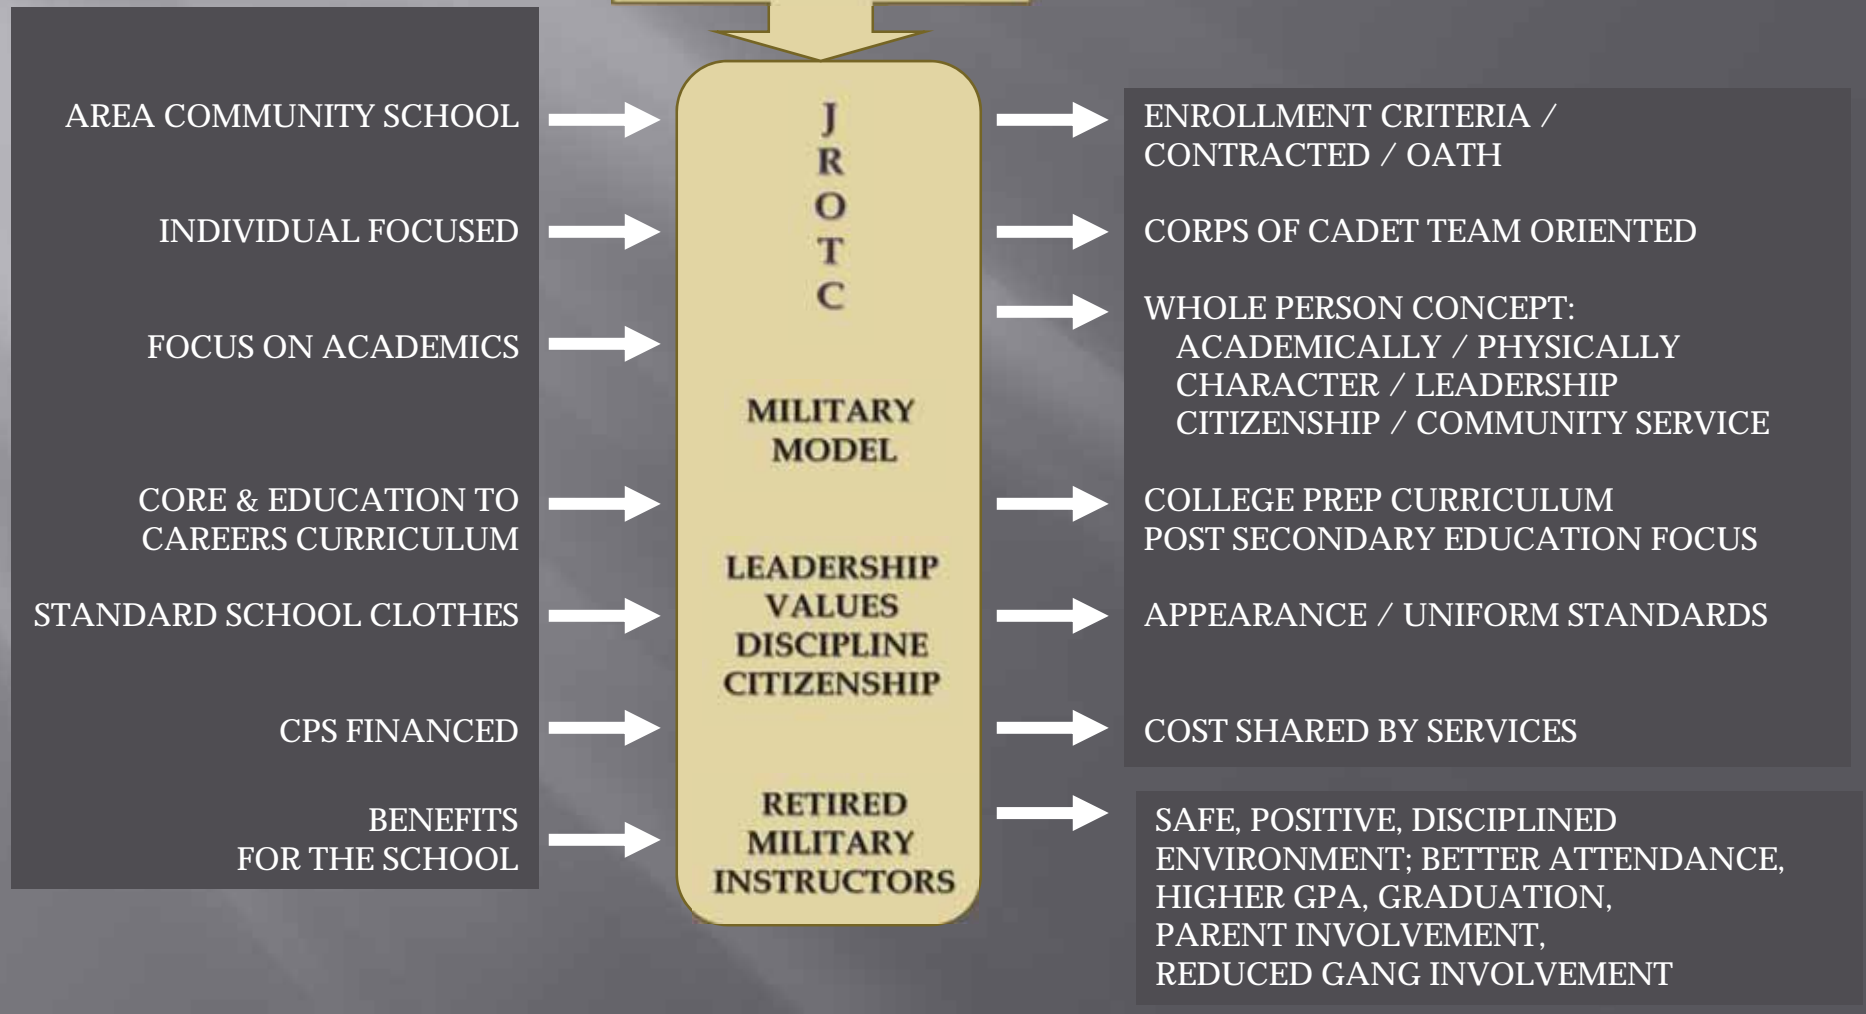 AREA COMMUNITY SCHOOL
INDIVIDUAL FOCUSED
FOCUS ON ACADEMICS
CORE & EDUCATION TO
CAREERS CURRICULUM
STANDARD SCHOOL CLOTHES
CPS FINANCED
BENEFITS
FOR THE SCHOOL
J
R
O
T
C
MILITARY
MODEL
LEADERSHIP
VALUES
DISCIPLINE
CITIZENSHIP
RETIRED
MILITARY
INSTRUCTORS
ENROLLMENT CRITERIA /
CONTRACTED / OATH
CORPS OF CADET TEAM ORIENTED
WHOLE PERSON CONCEPT:
ACADEMICALLY / PHYSICALLY
CHARACTER / LEADERSHIP
CITIZENSHIP / COMMUNITY SERVICE
COLLEGE PREP CURRICULUM
POST SECONDARY EDUCATION FOCUS
APPEARANCE / UNIFORM STANDARDS
COST SHARED BY SERVICES
SAFE, POSITIVE, DISCIPLINED
ENVIRONMENT; BETTER ATTENDANCE,
HIGHER GPA, GRADUATION,
PARENT INVOLVEMENT,
REDUCED GANG INVOLVEMENT